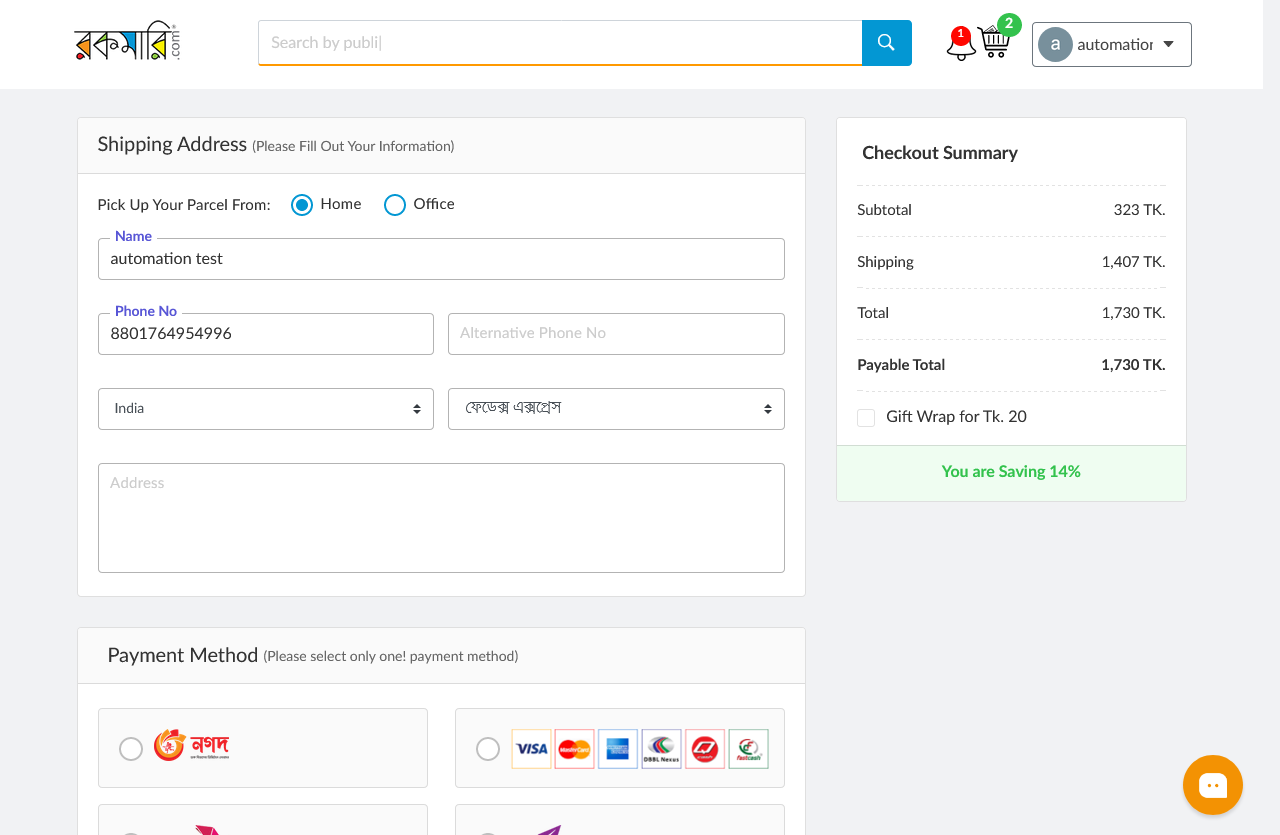 রকমারি.com
Search by publi
1
2
a automation
Shipping Address (Please Fill Out Your Information)
Pick Up Your Parcel From: Home Office
Name
automation test
Phone No
8801764954996
Alternative Phone No
India
ফেডেক্স এক্সপ্রেস
Address
Checkout Summary
Subtotal 323 TK.
Shipping 1,407 TK.
Total 1,730 TK.
Payable Total 1,730 TK.
Gift Wrap for Tk. 20
You are Saving 14%
Payment Method (Please select only one! payment method)
নগদ
VISA MasterCard DBBL Nexus fastcash